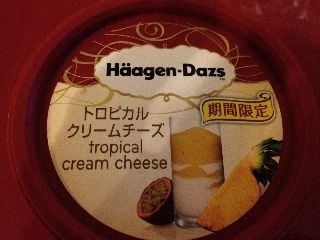 Häagen-Dazs
トロピカル
クリームチーズ
期間限定
tropical
cream cheese